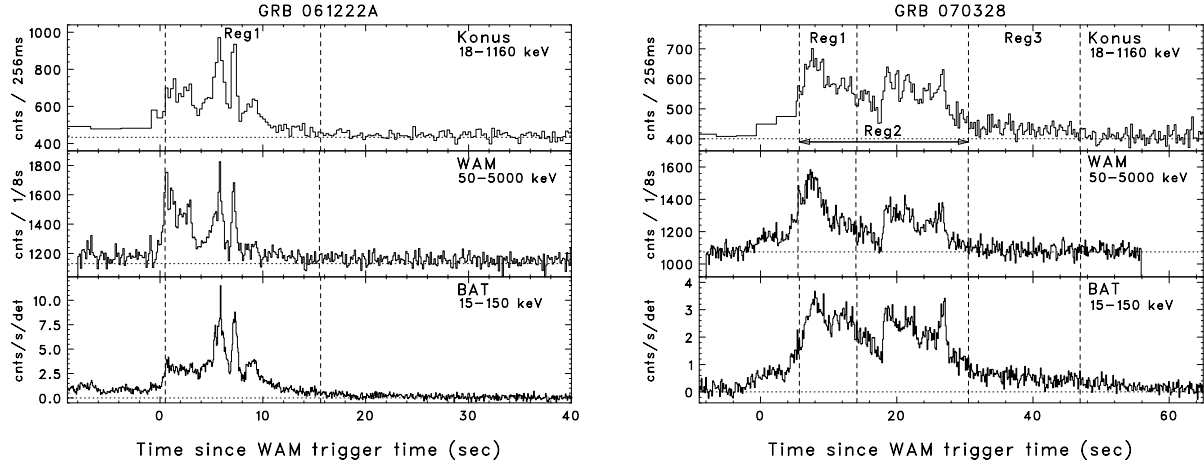 GRB 061222A
Reg1
Konus
18−1160 keV
cnts / 256ms
1000
800
600
400
WAM
50−5000 keV
cnts / 1/8s
1800
1600
1400
1200
BAT
15−150 keV
cnts/s/det
10.0
7.5
5.0
2.5
0.0
0 10 20 30 40
Time since WAM trigger time (sec)
GRB 070328
Reg1 Reg3
Konus
18−1160 keV
Reg2
cnts / 256ms
700
600
500
400
WAM
50−5000 keV
cnts / 1/8s
1600
1400
1200
1000
BAT
15−150 keV
cnts/s/det
4
3
2
1
0
0 20 40 60
Time since WAM trigger time (sec)